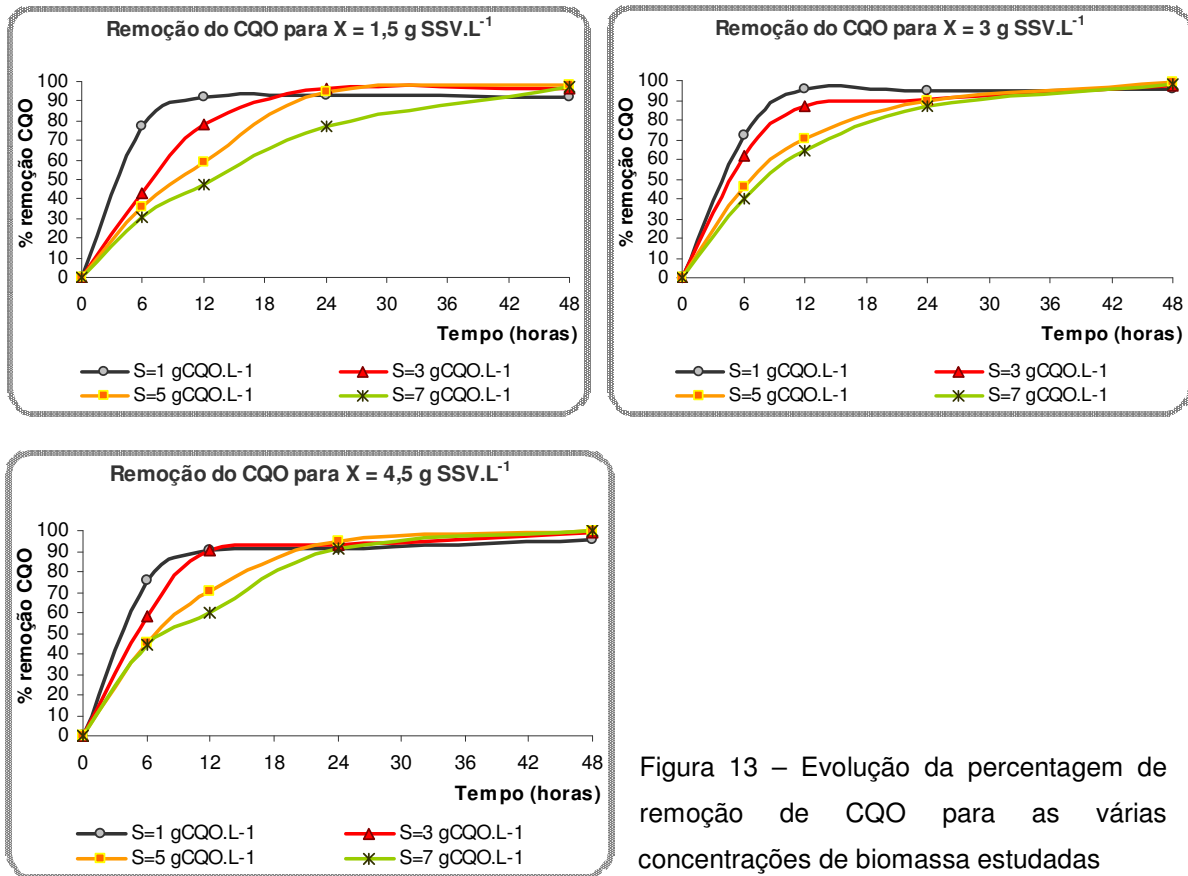 Remoção do CQO para X = 1,5 g SSV.L-1
% remoção CQO
100
90
80
70
60
50
40
30
20
10
0
0 6 12 18 24 30 36 42 48
Tempo (horas)
S=1 gCQO.L-1 S=3 gCQO.L-1
S=5 gCQO.L-1 S=7 gCQO.L-1
Remoção do CQO para X = 3 g SSV.L-1
% remoção CQO
100
90
80
70
60
50
40
30
20
10
0
0 6 12 18 24 30 36 42 48
Tempo (horas)
S=1 gCQO.L-1 S=3 gCQO.L-1
S=5 gCQO.L-1 S=7 gCQO.L-1
Remoção do CQO para X = 4,5 g SSV.L-1
% remoção CQO
100
90
80
70
60
50
40
30
20
10
0
0 6 12 18 24 30 36 42 48
Tempo (horas)
S=1 gCQO.L-1 S=3 gCQO.L-1
S=5 gCQO.L-1 S=7 gCQO.L-1
Figura 13 – Evolução da percentagem de
remoção de CQO para as várias
concentrações de biomassa estudadas